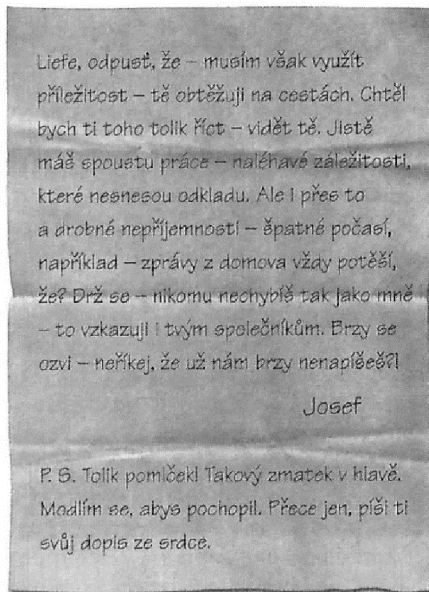 Liefe, odpusť, že – musím však využít
příležitost – tě obtěžuji na cestách. Chtěl
bych ti toho tolik říct – vidět tě. Jistě
máš spoustu práce – naléhavé záležitosti,
které nesnesou odkladu. Ale i přes to
a drobné nepříjemnosti – špatné počasí,
například – zprávy z domova vždy potěší,
že? Drž se – nikomu nechybíš tak jako mně
– to vzkazuji i tvým společníkům. Brzy se
ozvi – neříkej, že už nám brzy nenapíšeš?!
Josef
P. S. Tolik pomlček! Takový zmatek v hlavě.
Modlím se, abys pochopil. Přece jen, píši ti
svůj dopis ze srdce.